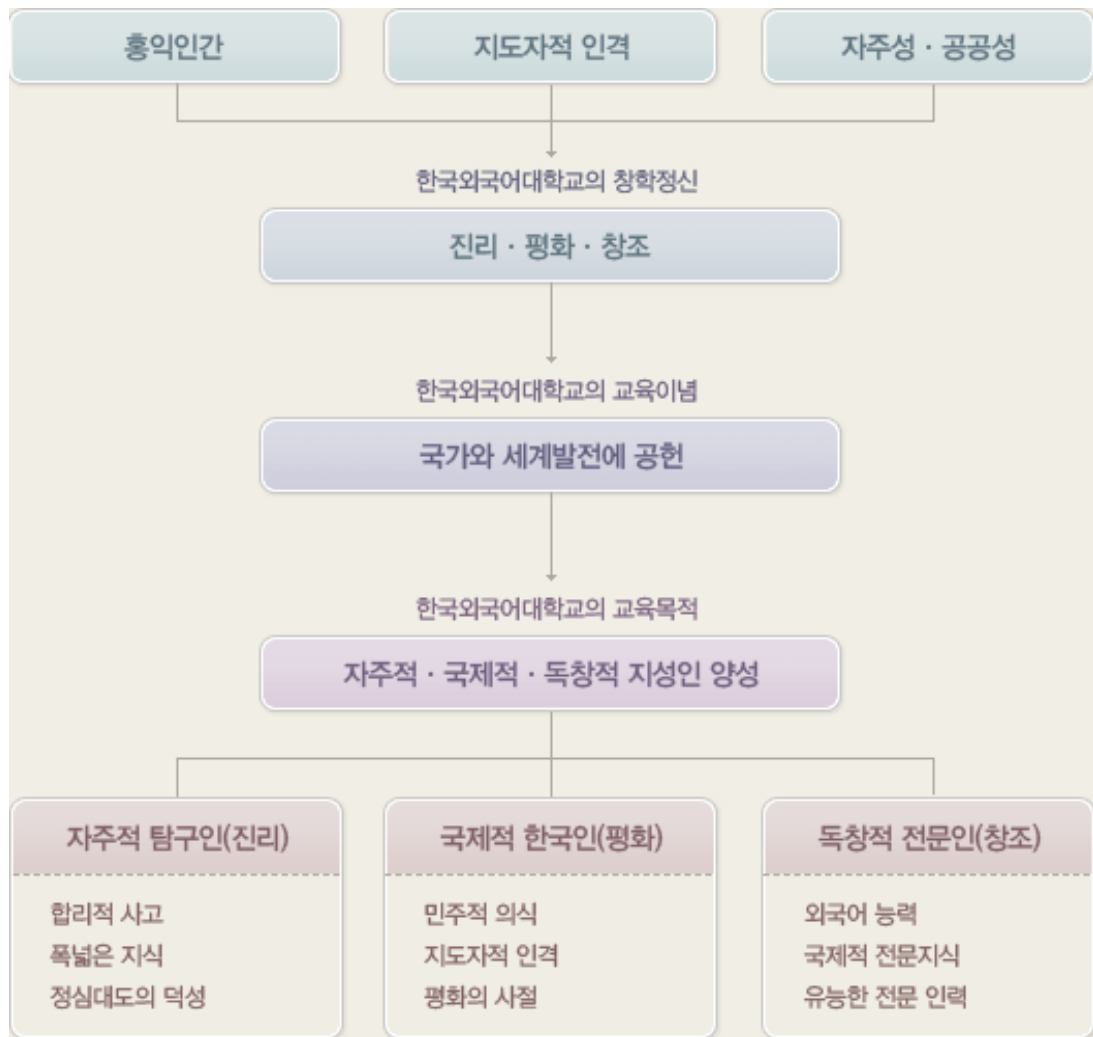 홍익인간
지도자적 인격
자주성 · 공공성
한국외국어대학교의 창학정신
진리 · 평화 · 창조
한국외국어대학교의 교육이념
국가와 세계발전에 공헌
한국외국어대학교의 교육목적
자주적 · 국제적 · 독창적 지성인 양성
자주적 탐구인(진리)
합리적 사고
폭넓은 지식
정심대도의 덕성
국제적 한국인(평화)
민주적 의식
지도자적 인격
평화의 사절
독창적 전문인(창조)
외국어 능력
국제적 전문지식
유능한 전문 인력